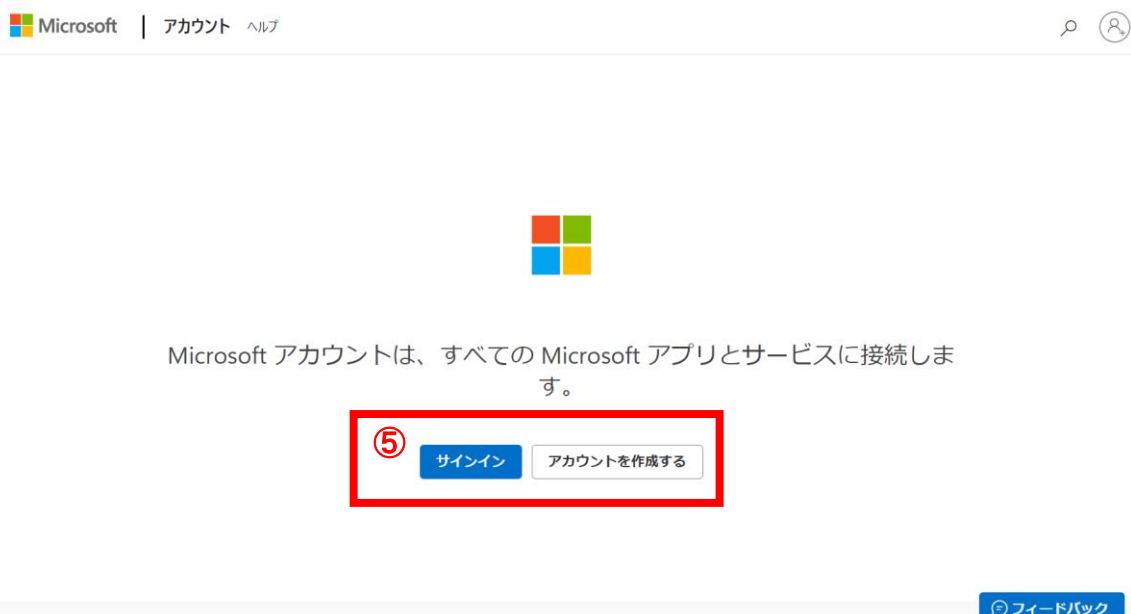 Microsoft アカウント ヘルプ
Microsoft アカウントは、すべての Microsoft アプリとサービスに接続しま
す。
⑤ サインイン アカウントを作成する
フィードバック